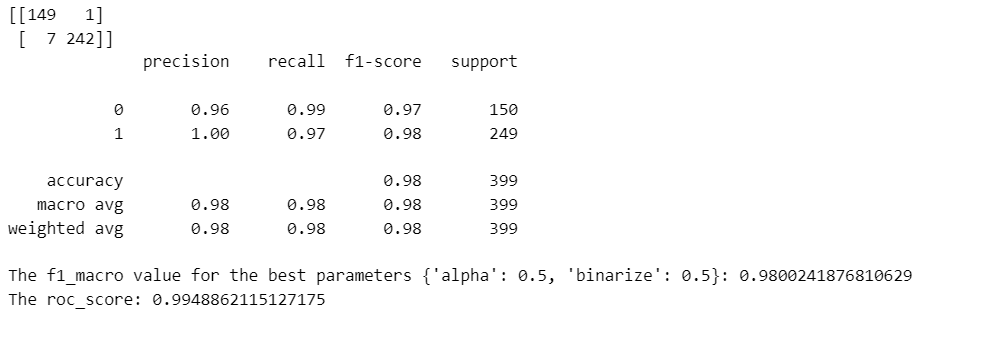 [[149   1]
 [  7 242]]
              precision    recall  f1-score   support

           0       0.96      0.99      0.97       150
           1       1.00      0.97      0.98       249

    accuracy                           0.98       399
   macro avg       0.98      0.98      0.98       399
weighted avg       0.98      0.98      0.98       399

The f1_macro value for the best parameters {'alpha': 0.5, 'binarize': 0.5}: 0.9800241876810629
The roc_score: 0.9948862115127175